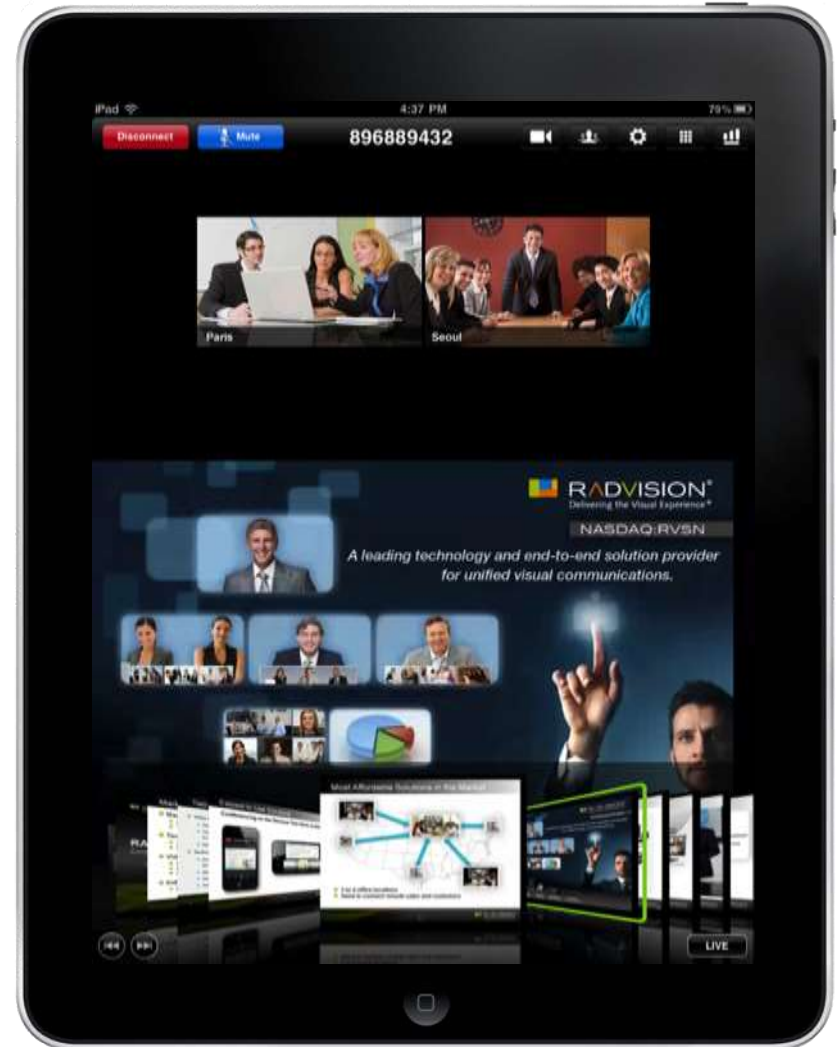 iPad
4:37 PM
79%
Disconnect
Mute
896889432
Paris
Seoul
RADVISION®
Delivering the Visual Experience®
NASDAQ:RVSN
A leading technology and end-to-end solution provider
for unified visual communications.
Most Affordable Solutions in the Market
LIVE